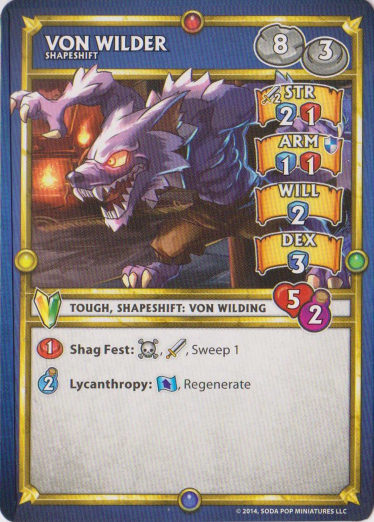 VON WILDER
SHAPESHIFT
8 3
STR
x2
2 1
ARM
1 1
WILL
2
DEX
3
TOUGH, SHAPESHIFT: VON WILDING
5
2
1 Shag Fest: , , Sweep 1
2 Lycanthropy: , Regenerate
© 2014, SODA POP MINIATURES LLC